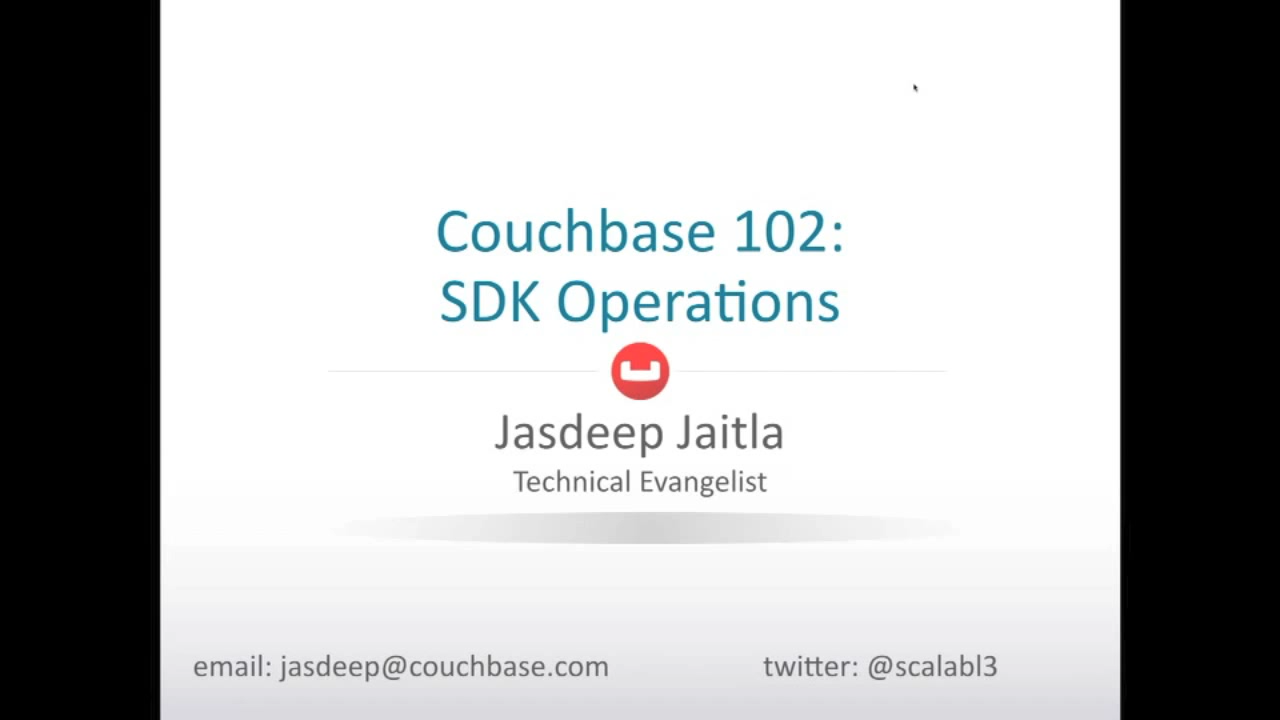 Couchbase 102:
SDK Operations
Jasdeep Jaitla
Technical Evangelist
email: jasdeep@couchbase.com twitter: @scalabl3